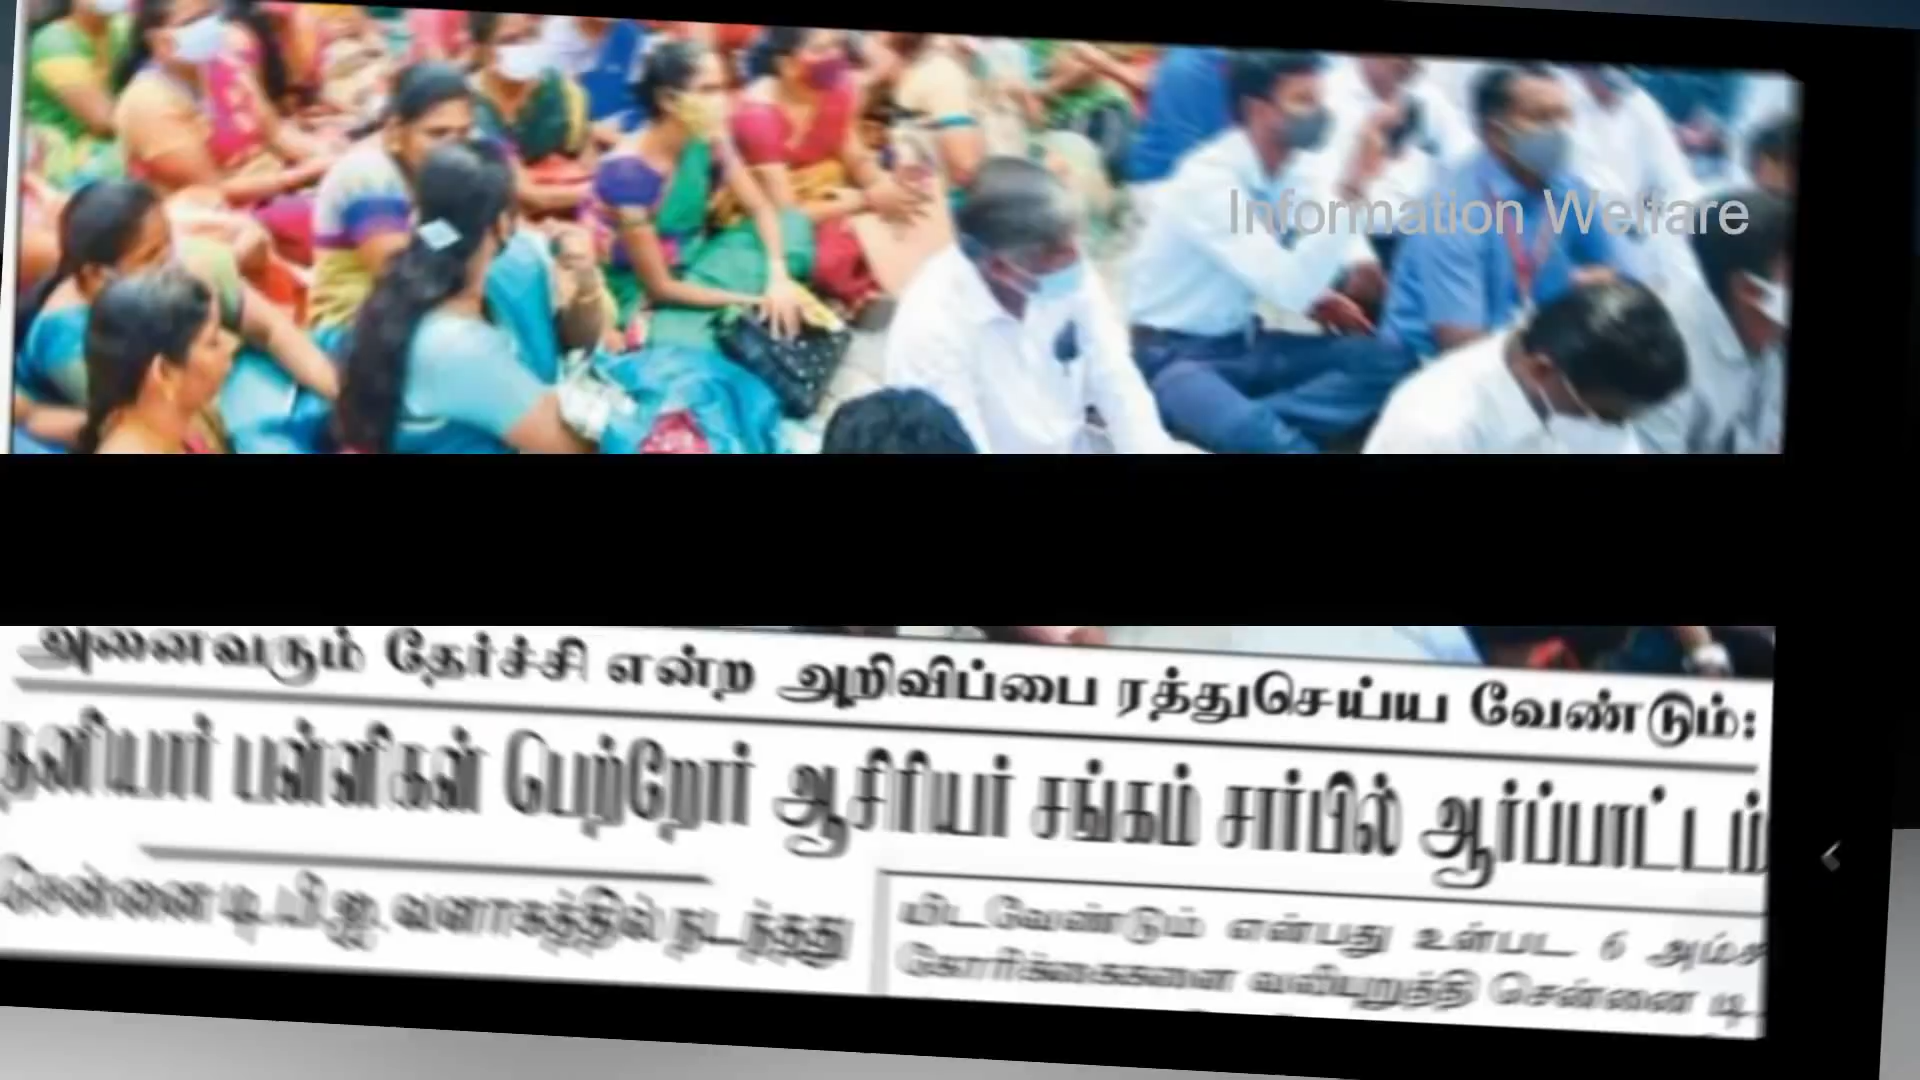 Information Welfare
அனைவரும் தேர்ச்சி என்ற அறிவிப்பை ரத்துசெய்ய வேண்டும்:
தனியார் பள்ளிகள் பெற்றோர் ஆசிரியர் சங்கம் சார்பில் ஆர்ப்பாட்டம்
சென்னை டி.பி.ஐ. வளாகத்தில் நடந்தது
யிடவேண்டும் என்பது உள்பட 6 அம்ச
கோரிக்கைகளை வலியுறுத்தி சென்னை டி.